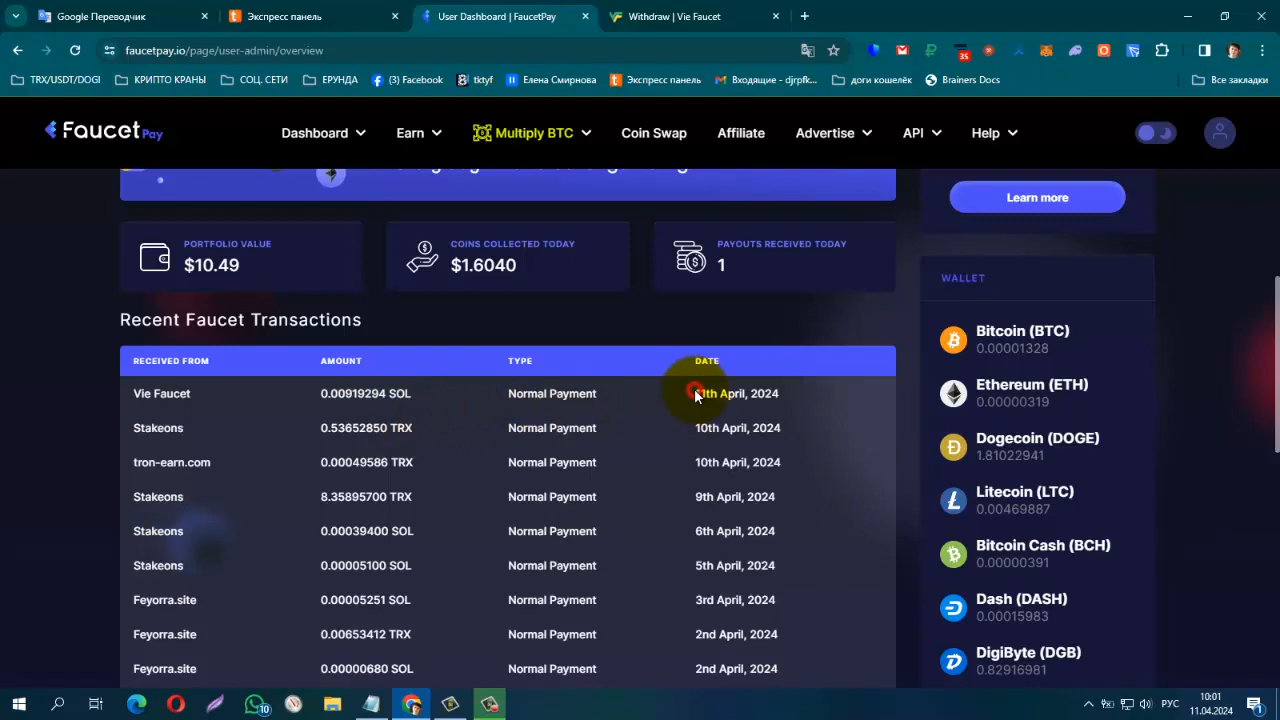 Google Переводчик
Экспресс панель
User Dashboard | FaucetPay
Withdraw | Vie Faucet
faucetpay.io/page/user-admin/overview
35
TRX/USDT/DOGI
КРИПТО КРАНЫ
СОЦ. СЕТИ
ЕРУНДА
(3) Facebook
tktyf
Елена Смирнова
Экспресс панель
Входящие - djrpfk...
доги кошелёк
Brainers Docs
Все закладки
FaucetPay
Dashboard
Earn
Multiply BTC
Coin Swap
Affiliate
Advertise
API
Help
Learn more
PORTFOLIO VALUE
$10.49
COINS COLLECTED TODAY
$1.6040
PAYOUTS RECEIVED TODAY
1
Recent Faucet Transactions
RECEIVED FROM AMOUNT TYPE DATE
Vie Faucet 0.00919294 SOL Normal Payment 11th April, 2024
Stakeons 0.53652850 TRX Normal Payment 10th April, 2024
tron-earn.com 0.00049586 TRX Normal Payment 10th April, 2024
Stakeons 8.35895700 TRX Normal Payment 9th April, 2024
Stakeons 0.00039400 SOL Normal Payment 6th April, 2024
Stakeons 0.00005100 SOL Normal Payment 5th April, 2024
Feyorra.site 0.00005251 SOL Normal Payment 3rd April, 2024
Feyorra.site 0.00653412 TRX Normal Payment 2nd April, 2024
Feyorra.site 0.00000680 SOL Normal Payment 2nd April, 2024
WALLET
Bitcoin (BTC)
0.00001328
Ethereum (ETH)
0.00000319
Dogecoin (DOGE)
1.81022941
Litecoin (LTC)
0.00469887
Bitcoin Cash (BCH)
0.00000391
Dash (DASH)
0.00015983
DigiByte (DGB)
0.82916981
10
РУС
10:01
11.04.2024
1